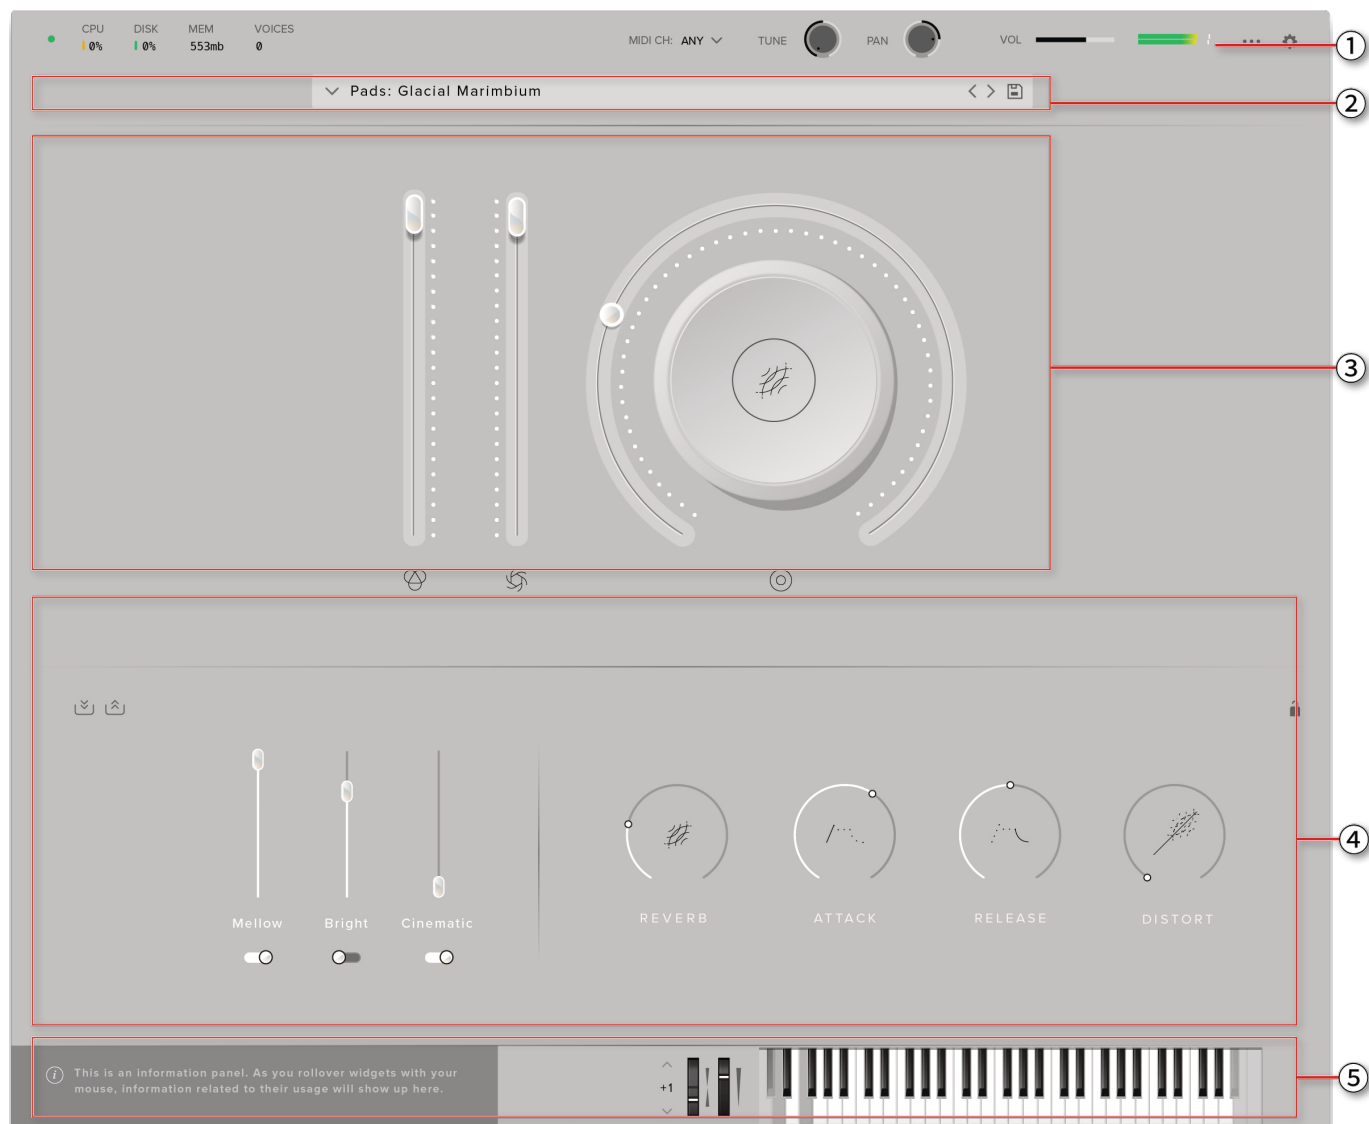 CPU DISK MEM VOICES
0% 0% 553mb 0
MIDI CH: ANY TUNE PAN VOL
1
Pads: Glacial Marimbium
2
3
Mellow Bright Cinematic
REVERB ATTACK RELEASE DISTORT
4
This is an information panel. As you rollover widgets with your
mouse, information related to their usage will show up here.
+1
5